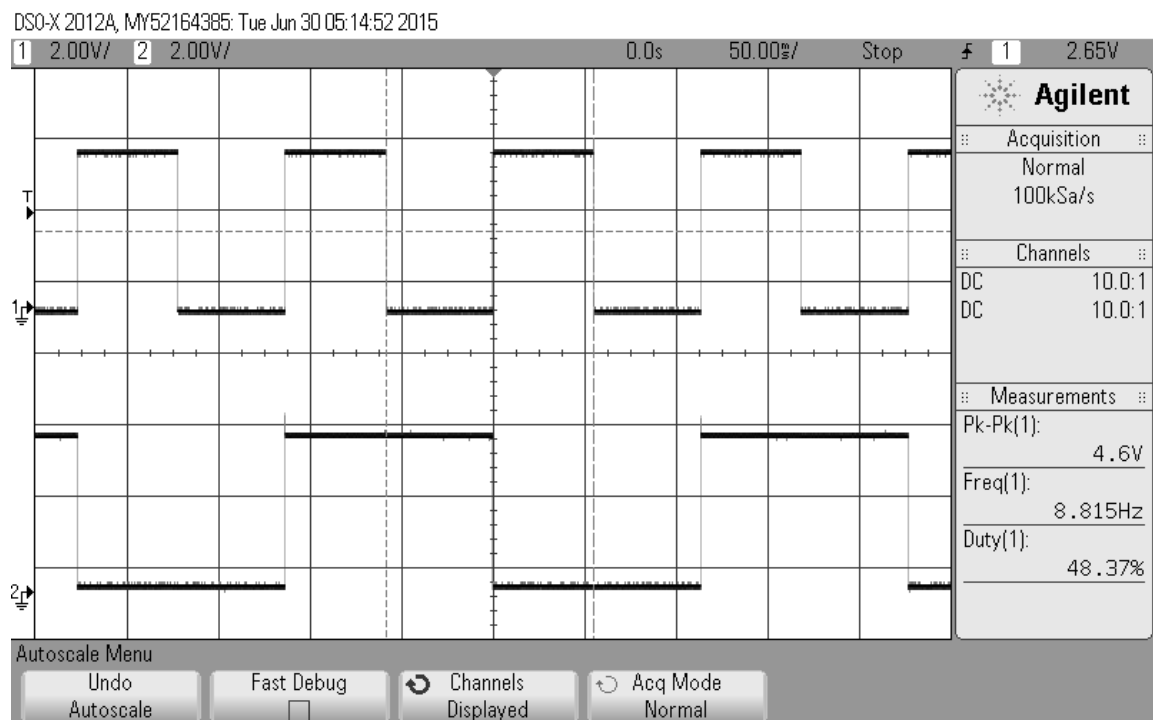 DSO-X 2012A, MY52164385: Tue Jun 30 05:14:52 2015
1 2.00V/ 2 2.00V/ 0.0s 50.00ms/ Stop 1 2.65V
Agilent
Acquisition
Normal
100kSa/s
Channels
DC 10.0:1
DC 10.0:1
Measurements
Pk-Pk(1):
4.6V
Freq(1):
8.815Hz
Duty(1):
48.37%
T
1
2
Autoscale Menu
Undo
Autoscale
Fast Debug
Channels
Displayed
Acq Mode
Normal